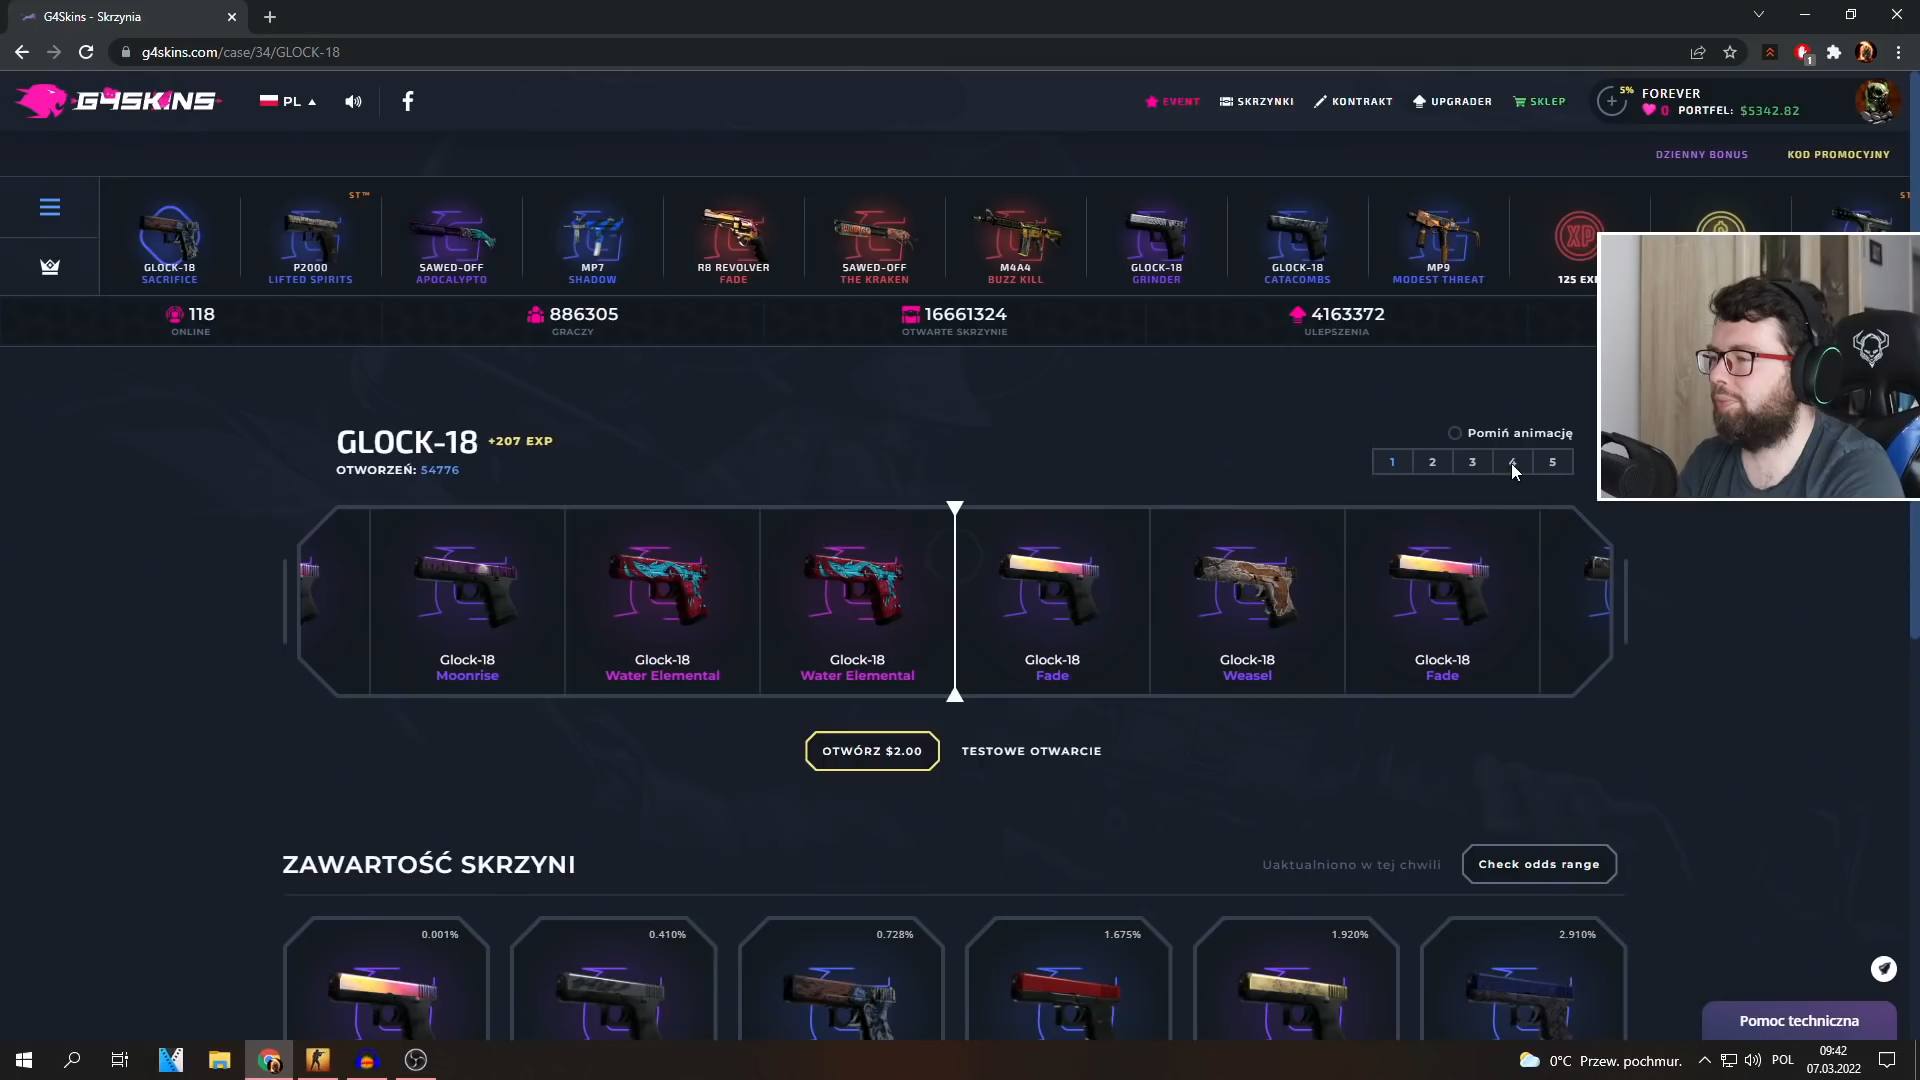 G4Skins - Skrzynia
g4skins.com/case/34/GLOCK-18
1
G4SKINS
PL
EVENT
SKRZYNKI
KONTRAKT
UPGRADER
SKLEP
5%
FOREVER
0 PORTFEL: $5342.82
DZIENNY BONUS
KOD PROMOCYJNY
GLOCK-18
SACRIFICE
ST™
P2000
LIFTED SPIRITS
SAWED-OFF
APOCALYPTO
MP7
SHADOW
R8 REVOLVER
FADE
SAWED-OFF
THE KRAKEN
M4A4
BUZZ KILL
GLOCK-18
GRINDER
GLOCK-18
CATACOMBS
MP9
MODEST THREAT
XP
125 EXP
118
ONLINE
886305
GRACZY
16661324
OTWARTE SKRZYNIE
4163372
ULEPSZENIA
GLOCK-18 +207 EXP
OTWORZEŃ: 54776
Pomiń animację
1 2 3 4 5
Glock-18
Moonrise
Glock-18
Water Elemental
Glock-18
Water Elemental
Glock-18
Fade
Glock-18
Weasel
Glock-18
Fade
OTWÓRZ $2.00
TESTOWE OTWARCIE
ZAWARTOŚĆ SKRZYNI
Uaktualniono w tej chwili
Check odds range
0.001%
0.410%
0.728%
1.675%
1.920%
2.910%
Pomoc techniczna
0°C Przew. pochmur.
POL
09:42
07.03.2022